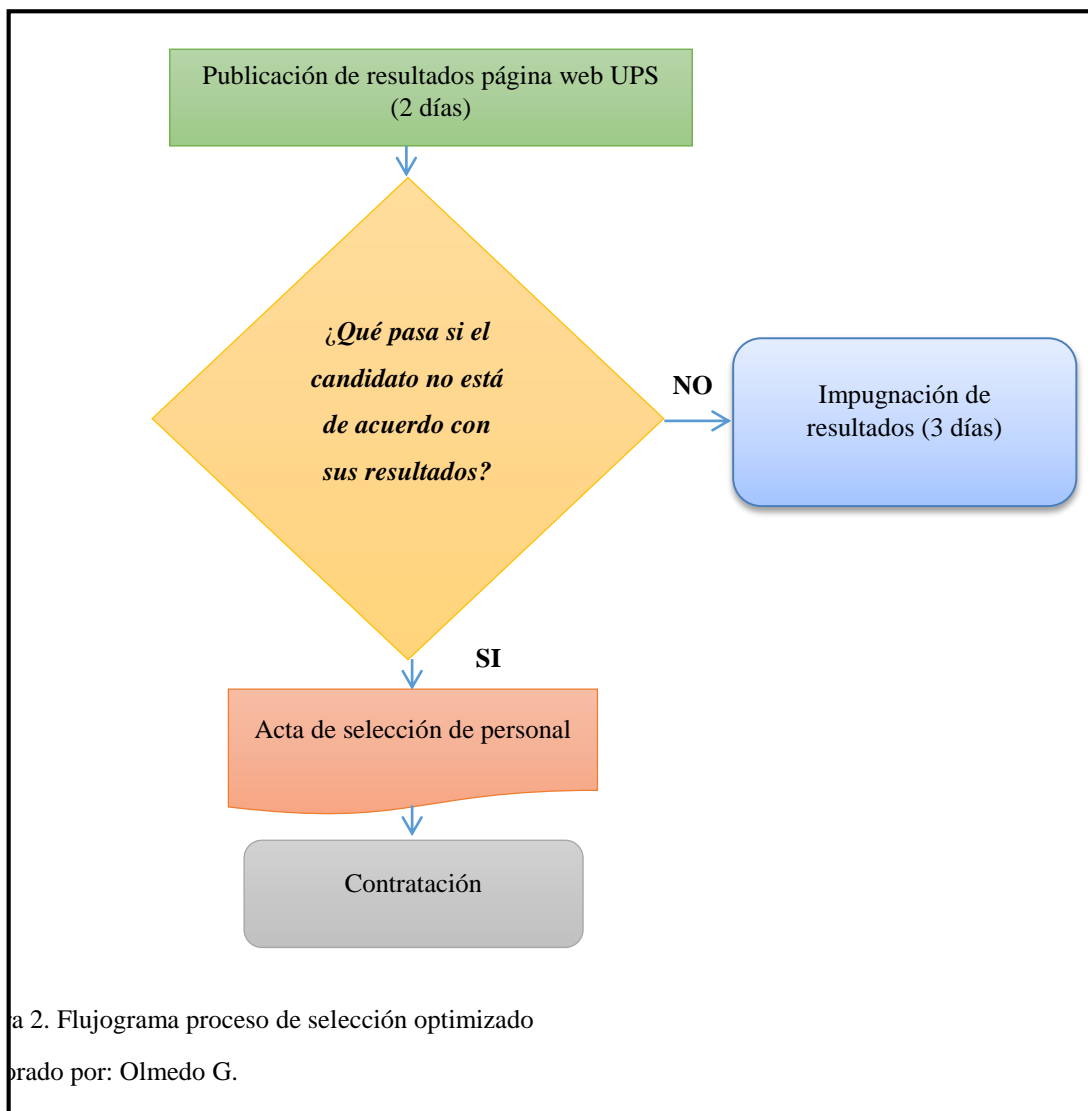 Publicación de resultados página web UPS
(2 días)
¿Qué pasa si el
candidato no está
de acuerdo con
sus resultados?
NO
Impugnación de
resultados (3 días)
SI
Acta de selección de personal
Contratación
2. Flujograma proceso de selección optimizado
por: Olmedo G.